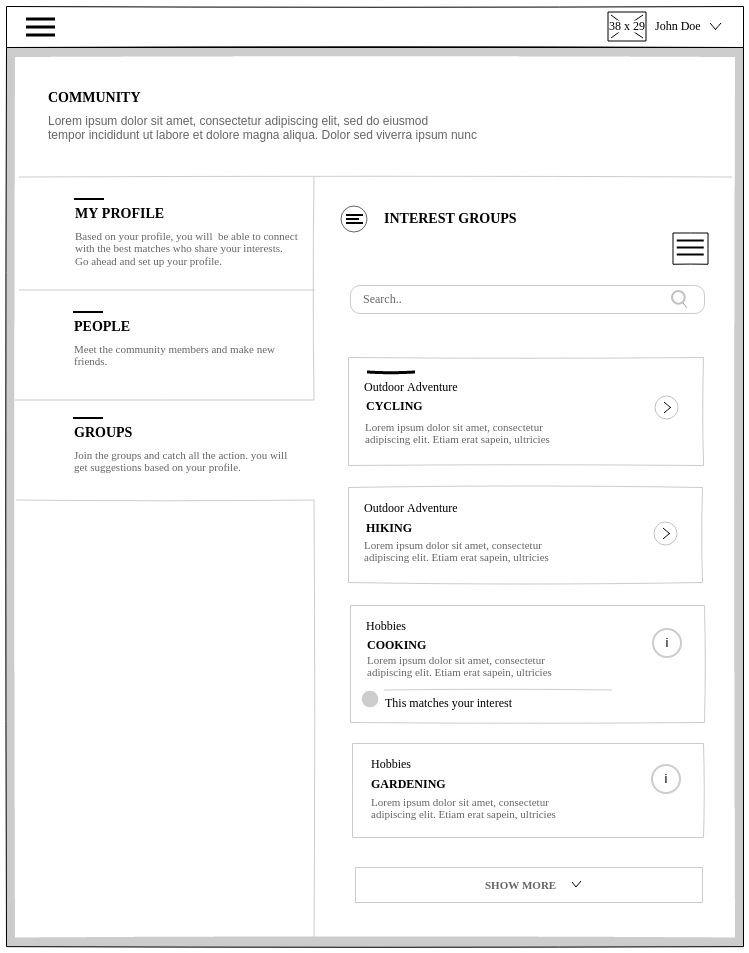 38 x 29 John Doe
COMMUNITY
Lorem ipsum dolor sit amet, consectetur adipiscing elit, sed do eiusmod
tempor incididunt ut labore et dolore magna aliqua. Dolor sed viverra ipsum nunc
MY PROFILE
Based on your profile, you will be able to connect
with the best matches who share your interests.
Go ahead and set up your profile.
PEOPLE
Meet the community members and make new
friends.
GROUPS
Join the groups and catch all the action. you will
get suggestions based on your profile.
INTEREST GROUPS
Search..
Outdoor Adventure
CYCLING
Lorem ipsum dolor sit amet, consectetur
adipiscing elit. Etiam erat sapein, ultricies
Outdoor Adventure
HIKING
Lorem ipsum dolor sit amet, consectetur
adipiscing elit. Etiam erat sapein, ultricies
Hobbies
COOKING
i
Lorem ipsum dolor sit amet, consectetur
adipiscing elit. Etiam erat sapein, ultricies
This matches your interest
Hobbies
GARDENING
i
Lorem ipsum dolor sit amet, consectetur
adipiscing elit. Etiam erat sapein, ultricies
SHOW MORE